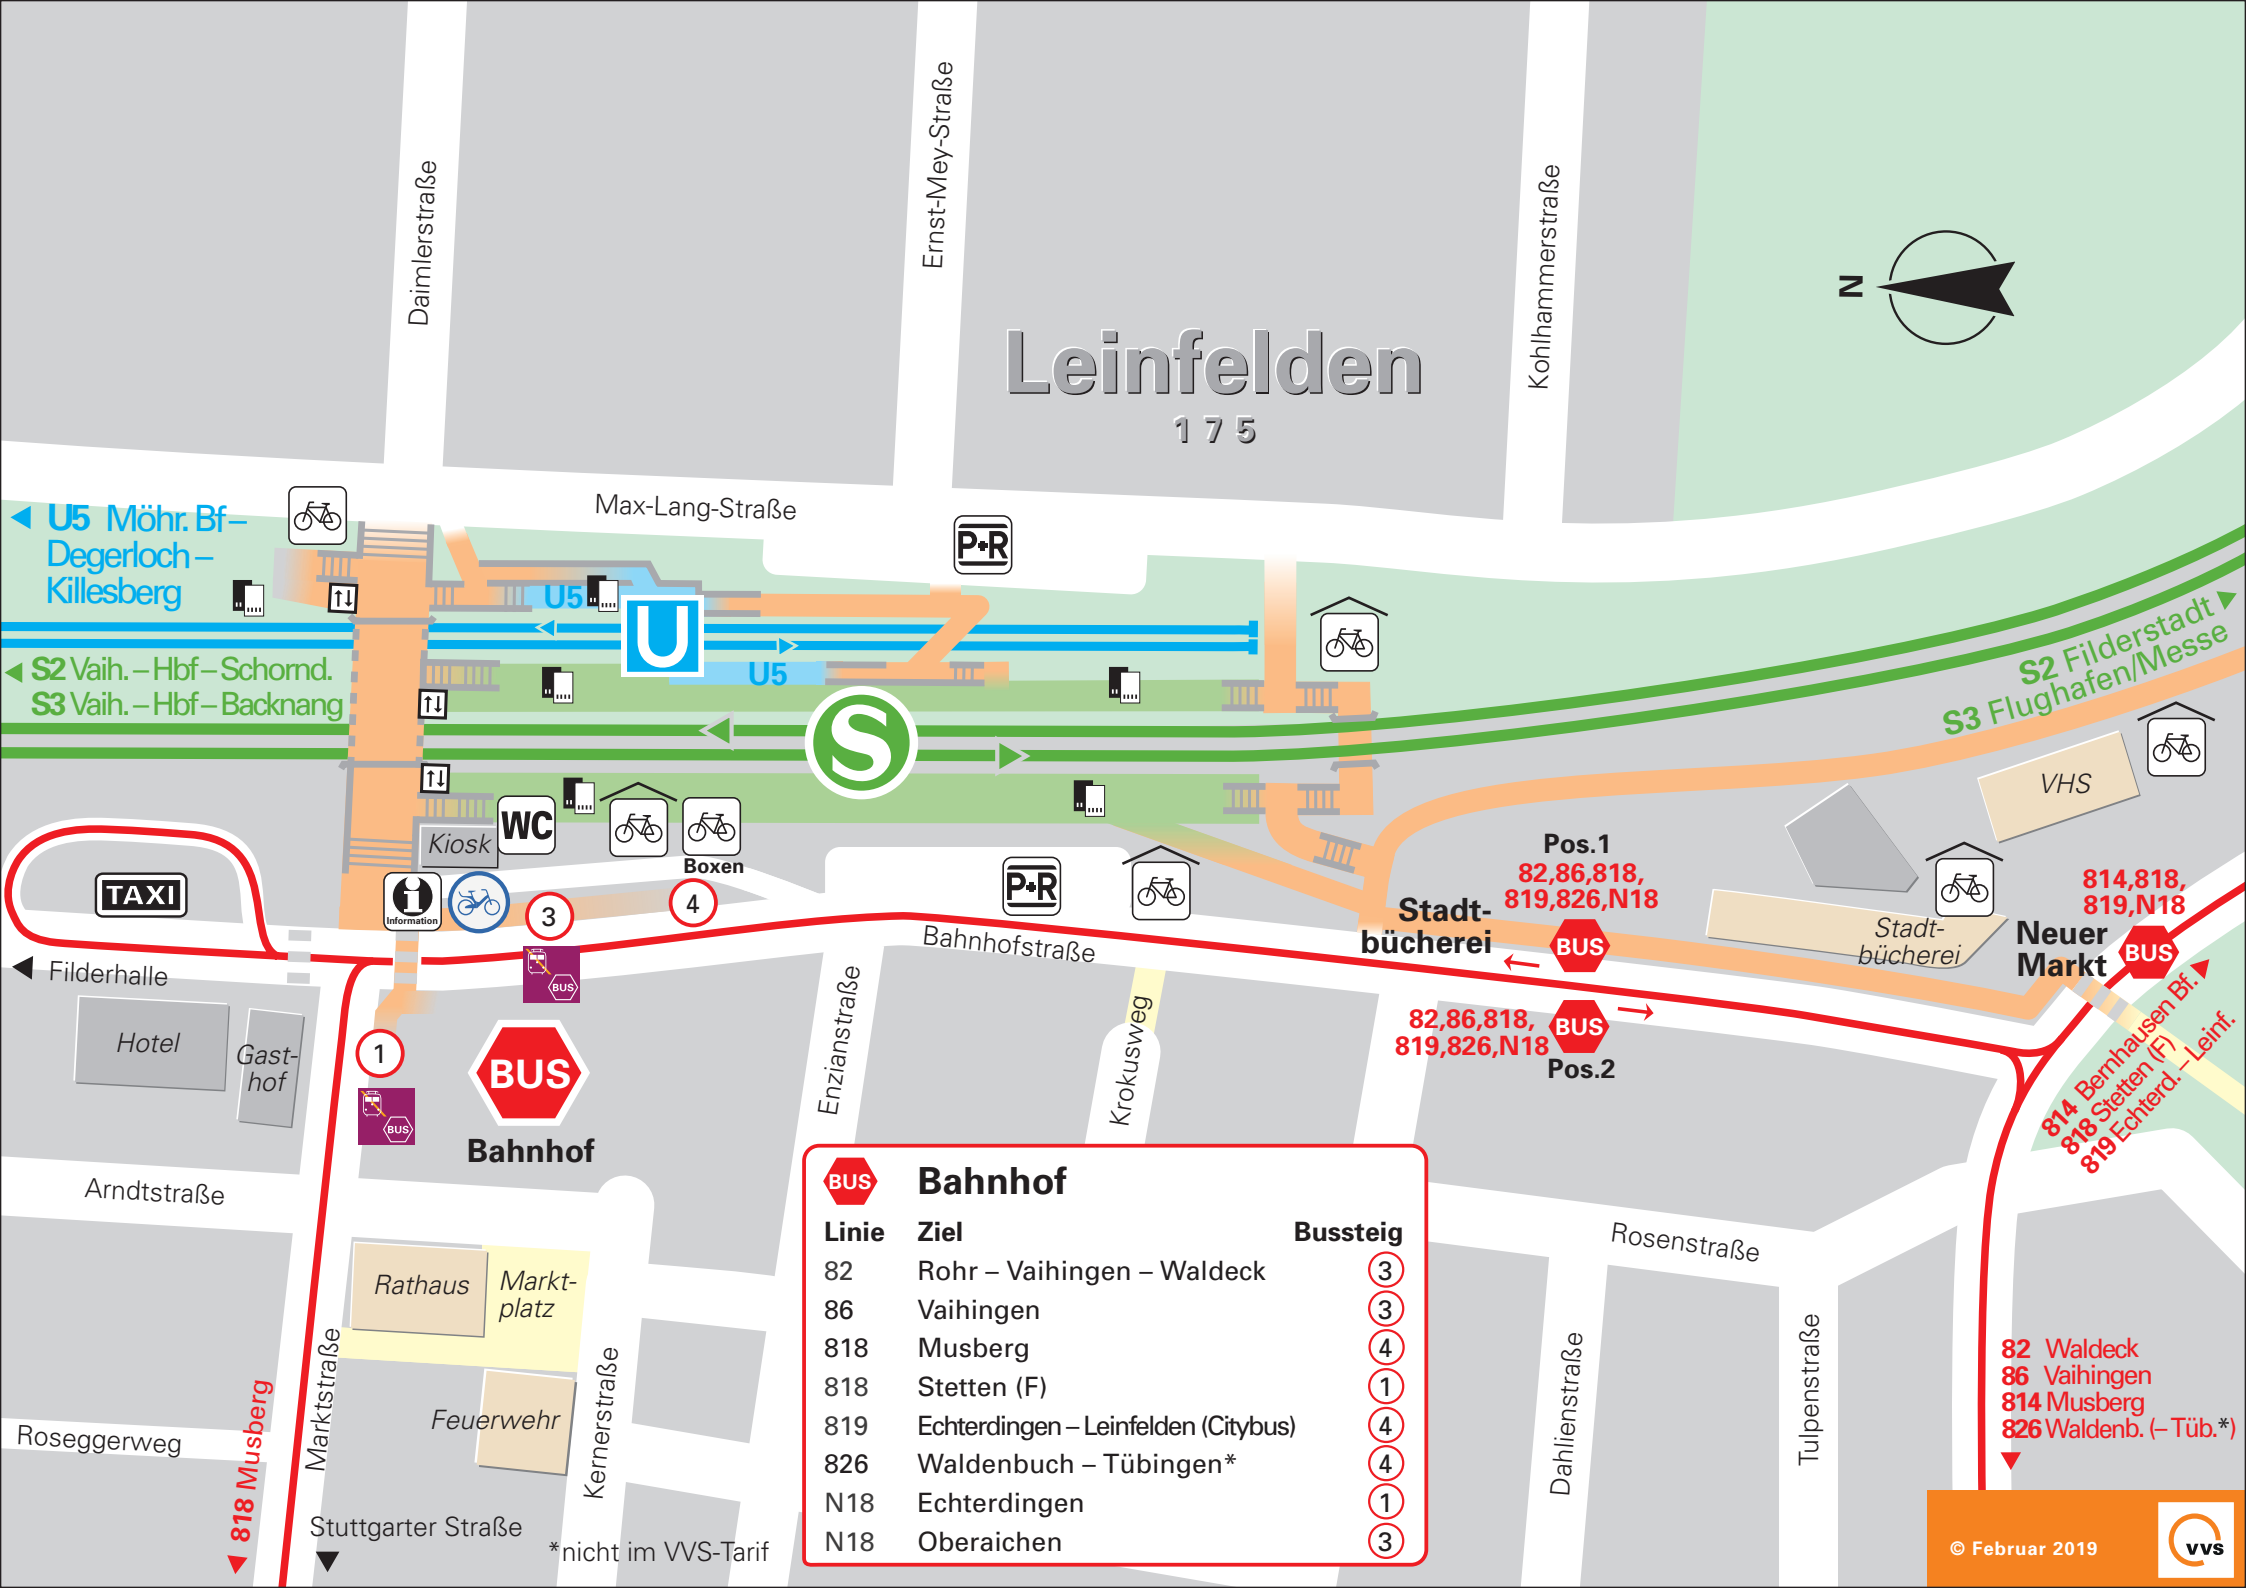 Daimlerstraße
Ernst-Mey-Straße
Kohlhammerstraße
N
Leinfelden
175
Max-Lang-Straße
P+R
U5 Möhr. Bf –
Degerloch –
Killesberg
U5
U
U5
S2 Vaih. – Hbf – Schornd.
S3 Vaih. – Hbf – Backnang
S
S2 Filderstadt
S3 Flughafen/Messe
VHS
Kiosk
WC
Boxen
TAXI
i
Information
3
4
BUS
P+R
Bahnhofstraße
Pos.1
82,86,818,
819,826,N18
Stadt-
bücherei
BUS
Stadt-
bücherei
814,818,
819,N18
Neuer
Markt
BUS
82,86,818,
819,826,N18
BUS
Pos.2
814 Bernhausen Bf.
818 Stetten (F)
819 Echterd. – Leinf.
Filderhalle
Hotel
Gast-
hof
1
BUS
BUS
Bahnhof
Enzianstraße
Krokusweg
Arndtstraße
Rathaus
Markt-
platz
Feuerwehr
Marktstraße
Kernerstraße
Roseggerweg
818 Musberg
Stuttgarter Straße
*nicht im VVS-Tarif
BUS Bahnhof
Linie Ziel Bussteig
82 Rohr – Vaihingen – Waldeck 3
86 Vaihingen 3
818 Musberg 4
818 Stetten (F) 1
819 Echterdingen – Leinfelden (Citybus) 4
826 Waldenbuch – Tübingen* 4
N18 Echterdingen 1
N18 Oberaichen 3
Rosenstraße
Dahlienstraße
Tulpenstraße
82 Waldeck
86 Vaihingen
814 Musberg
826 Waldenb. (– Tüb.*)
© Februar 2019
vvs